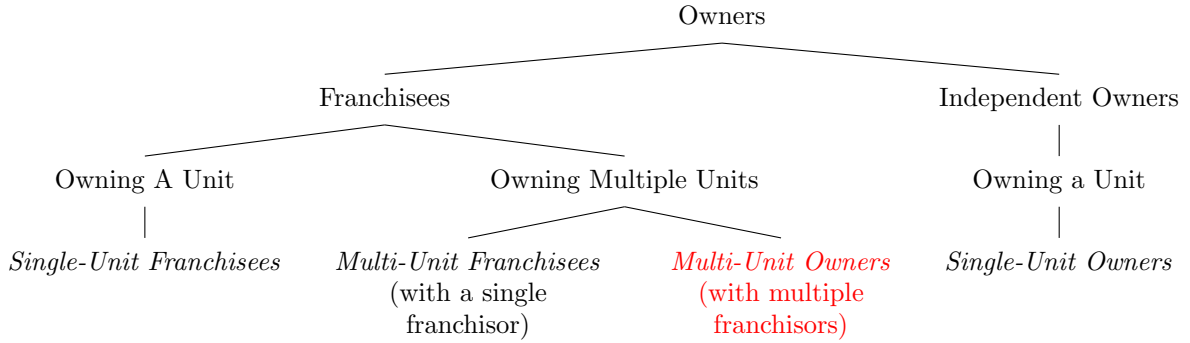 Owners
Franchisees
Independent Owners
Owning A Unit
Owning Multiple Units
Owning a Unit
Single-Unit Franchisees
Multi-Unit Franchisees
(with a single
franchisor)
Multi-Unit Owners
(with multiple
franchisors)
Single-Unit Owners